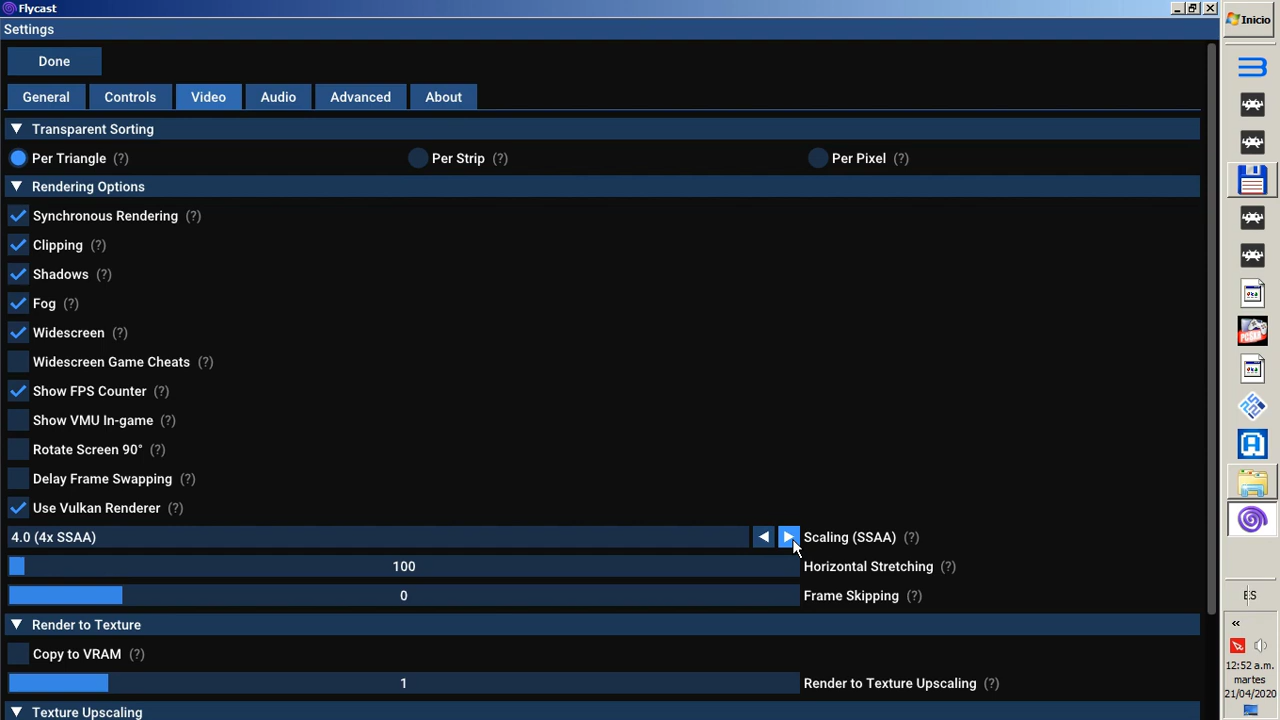 Flycast
Inicio
Settings
Done
General Controls Video Audio Advanced About
Transparent Sorting
Per Triangle (?) Per Strip (?) Per Pixel (?)
Rendering Options
Synchronous Rendering (?)
Clipping (?)
Shadows (?)
Fog (?)
Widescreen (?)
Widescreen Game Cheats (?)
Show FPS Counter (?)
Show VMU In-game (?)
Rotate Screen 90° (?)
Delay Frame Swapping (?)
Use Vulkan Renderer (?)
4.0 (4x SSAA) Scaling (SSAA) (?)
100 Horizontal Stretching (?)
0 Frame Skipping (?)
Render to Texture
Copy to VRAM (?)
1 Render to Texture Upscaling (?)
Texture Upscaling
ES
«
12:52 a.m.
martes
21/04/2020